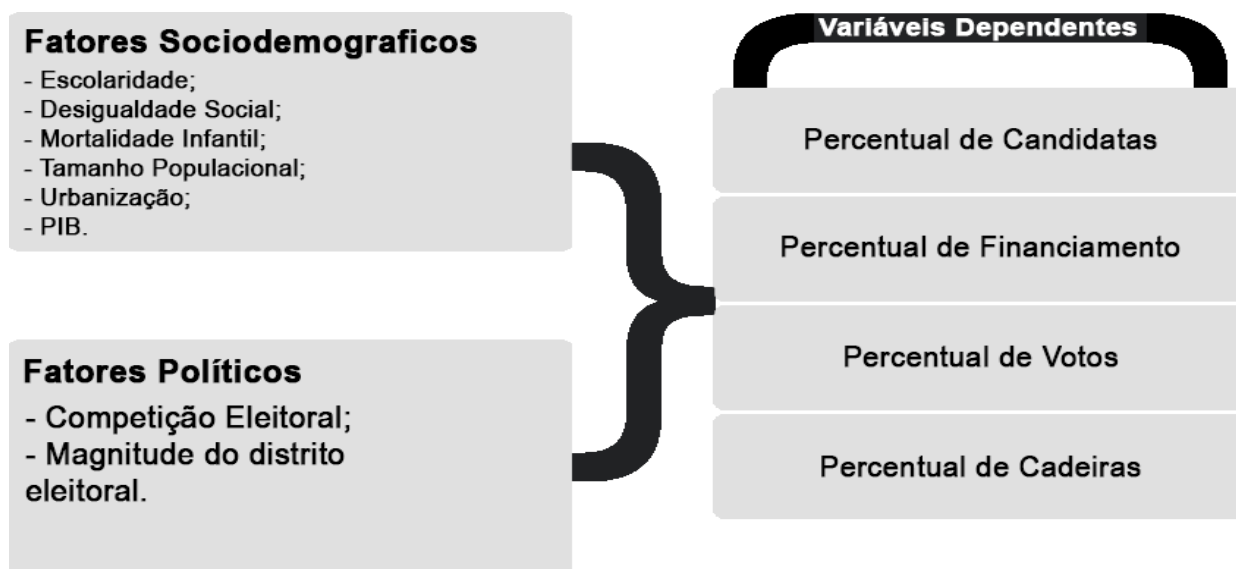 Fatores Sociodemograficos
- Escolaridade;
- Desigualdade Social;
- Mortalidade Infantil;
- Tamanho Populacional;
- Urbanização;
- PIB.
Fatores Políticos
- Competição Eleitoral;
- Magnitude do distrito
eleitoral.
Variáveis Dependentes
Percentual de Candidatas
Percentual de Financiamento
Percentual de Votos
Percentual de Cadeiras